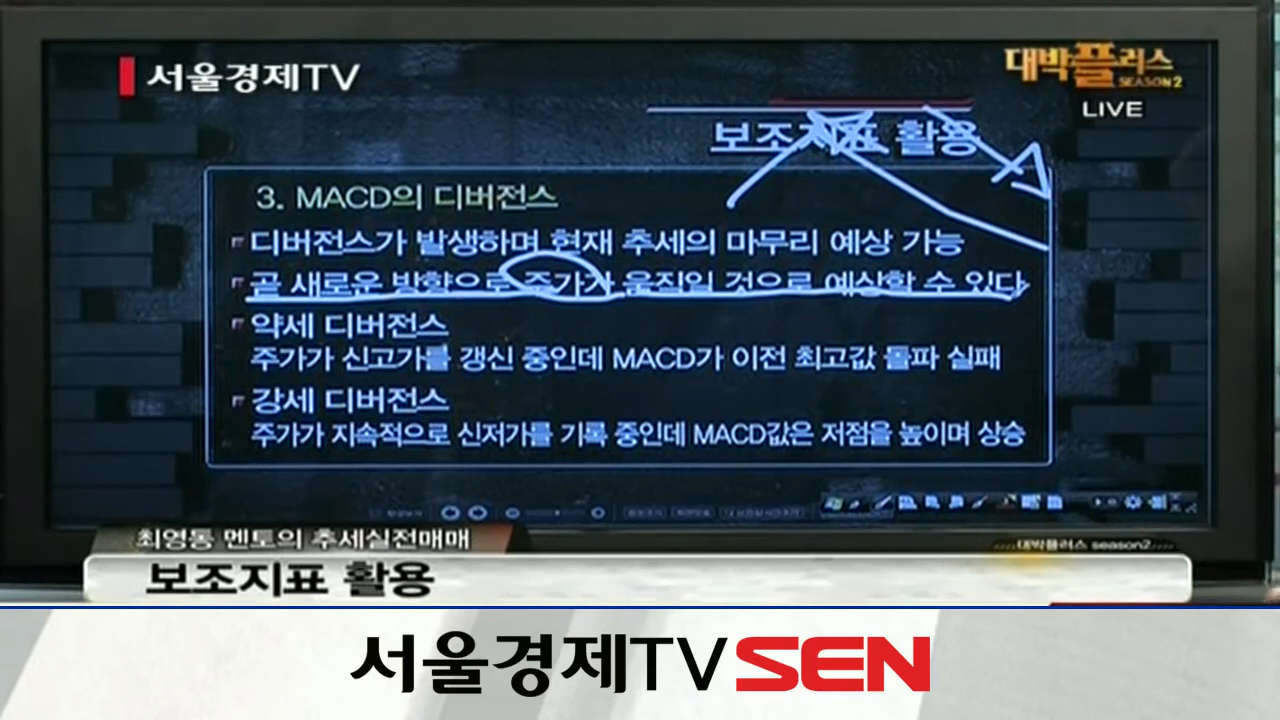 서울경제TV
대박플러스
SEASON2
LIVE
보조지표 활용
3. MACD의 디버전스
디버전스가 발생하며 현재 추세의 마무리 예상 가능
곧 새로운 방향으로 주가가 움직일 것으로 예상할 수 있다
약세 디버전스
주가가 신고가를 갱신 중인데 MACD가 이전 최고값 돌파 실패
강세 디버전스
주가가 지속적으로 신저가를 기록 중인데 MACD값은 저점을 높이며 상승
최영동 멘토의 추세실전매매
대박플러스 season2
보조지표 활용
서울경제TV SEN